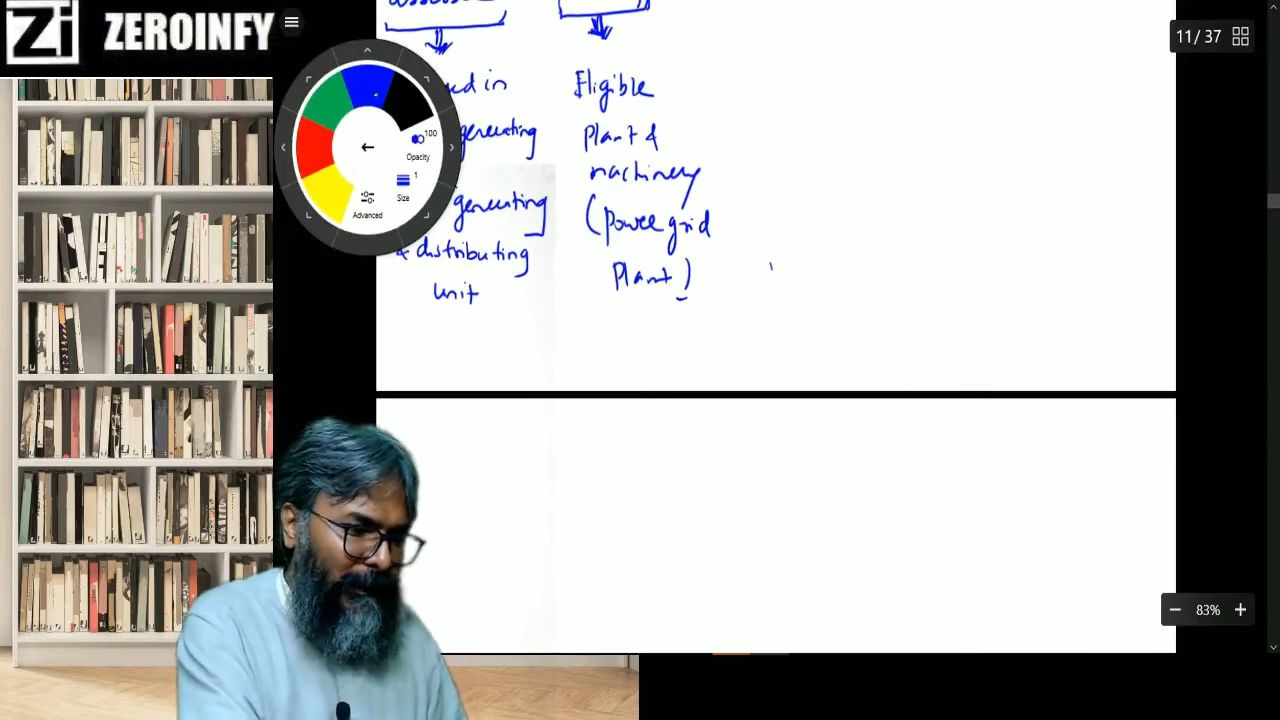 Zi ZEROINFY
11 / 37
100
Opacity
1
Size
Advanced
in
generating
generating
& distributing
unit
Eligible
Plant &
machinery
(Power grid
Plant)
83%